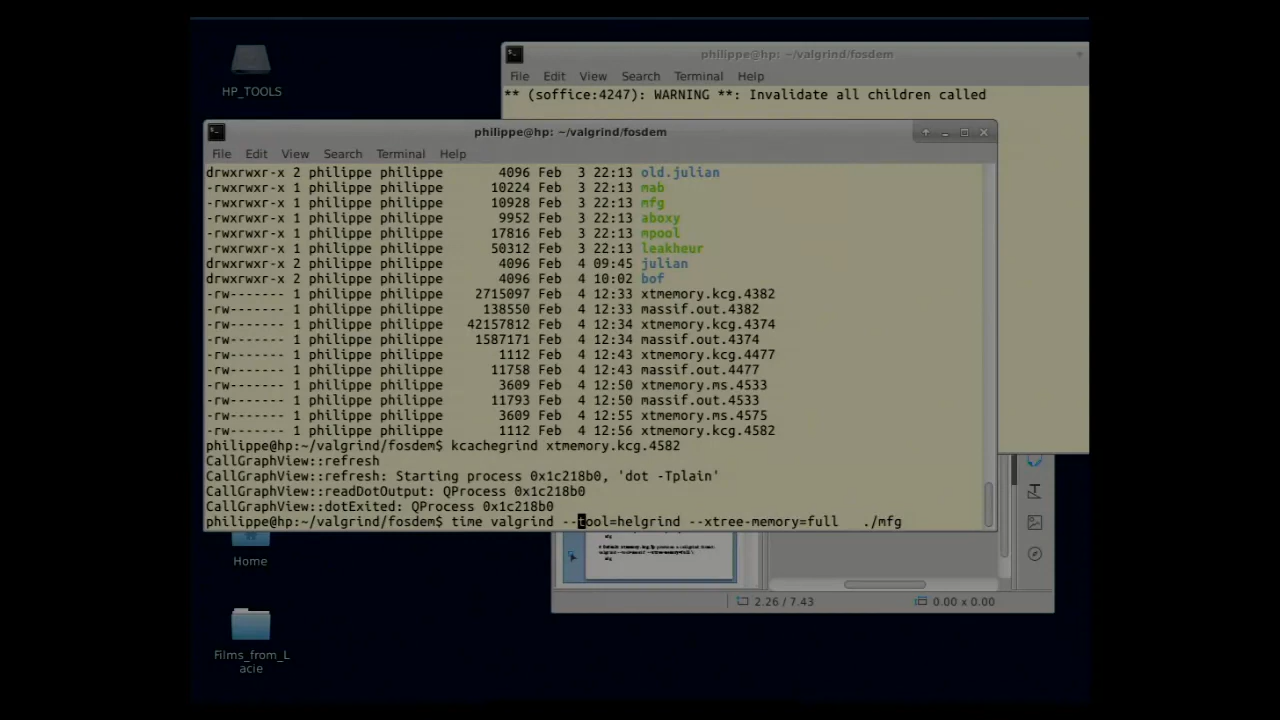 HP_TOOLS
philippe@hp: ~/valgrind/fosdem
File Edit View Search Terminal Help
** (soffice:4247): WARNING **: Invalidate all children called
philippe@hp: ~/valgrind/fosdem
File Edit View Search Terminal Help
drwxrwxr-x 2 philippe philippe 4096 Feb 3 22:13 old.julian
-rwxrwxr-x 1 philippe philippe 10224 Feb 3 22:13 mab
-rwxrwxr-x 1 philippe philippe 10928 Feb 3 22:13 mfg
-rwxrwxr-x 1 philippe philippe 9952 Feb 3 22:13 aboxy
-rwxrwxr-x 1 philippe philippe 17816 Feb 3 22:13 mpool
-rwxrwxr-x 1 philippe philippe 50312 Feb 3 22:13 leakheur
drwxrwxr-x 2 philippe philippe 4096 Feb 4 09:45 julian
drwxrwxr-x 2 philippe philippe 4096 Feb 4 10:02 bof
-rw------- 1 philippe philippe 2715097 Feb 4 12:33 xtmemory.kcg.4382
-rw------- 1 philippe philippe 138550 Feb 4 12:33 massif.out.4382
-rw------- 1 philippe philippe 42157812 Feb 4 12:34 xtmemory.kcg.4374
-rw------- 1 philippe philippe 1587171 Feb 4 12:34 massif.out.4374
-rw------- 1 philippe philippe 1112 Feb 4 12:43 xtmemory.kcg.4477
-rw------- 1 philippe philippe 11758 Feb 4 12:43 massif.out.4477
-rw------- 1 philippe philippe 3609 Feb 4 12:50 xtmemory.ms.4533
-rw------- 1 philippe philippe 11793 Feb 4 12:50 massif.out.4533
-rw------- 1 philippe philippe 3609 Feb 4 12:55 xtmemory.ms.4575
-rw------- 1 philippe philippe 1112 Feb 4 12:56 xtmemory.kcg.4582
philippe@hp:~/valgrind/fosdem$ kcachegrind xtmemory.kcg.4582
CallGraphView::refresh
CallGraphView::refresh: Starting process 0x1c218b0, 'dot -Tplain'
CallGraphView::readDotOutput: QProcess 0x1c218b0
CallGraphView::dotExited: QProcess 0x1c218b0
philippe@hp:~/valgrind/fosdem$ time valgrind --tool=helgrind --xtree-memory=full ./mfg
Home
2.26 / 7.43 0.00 x 0.00
Films_from_L
acie